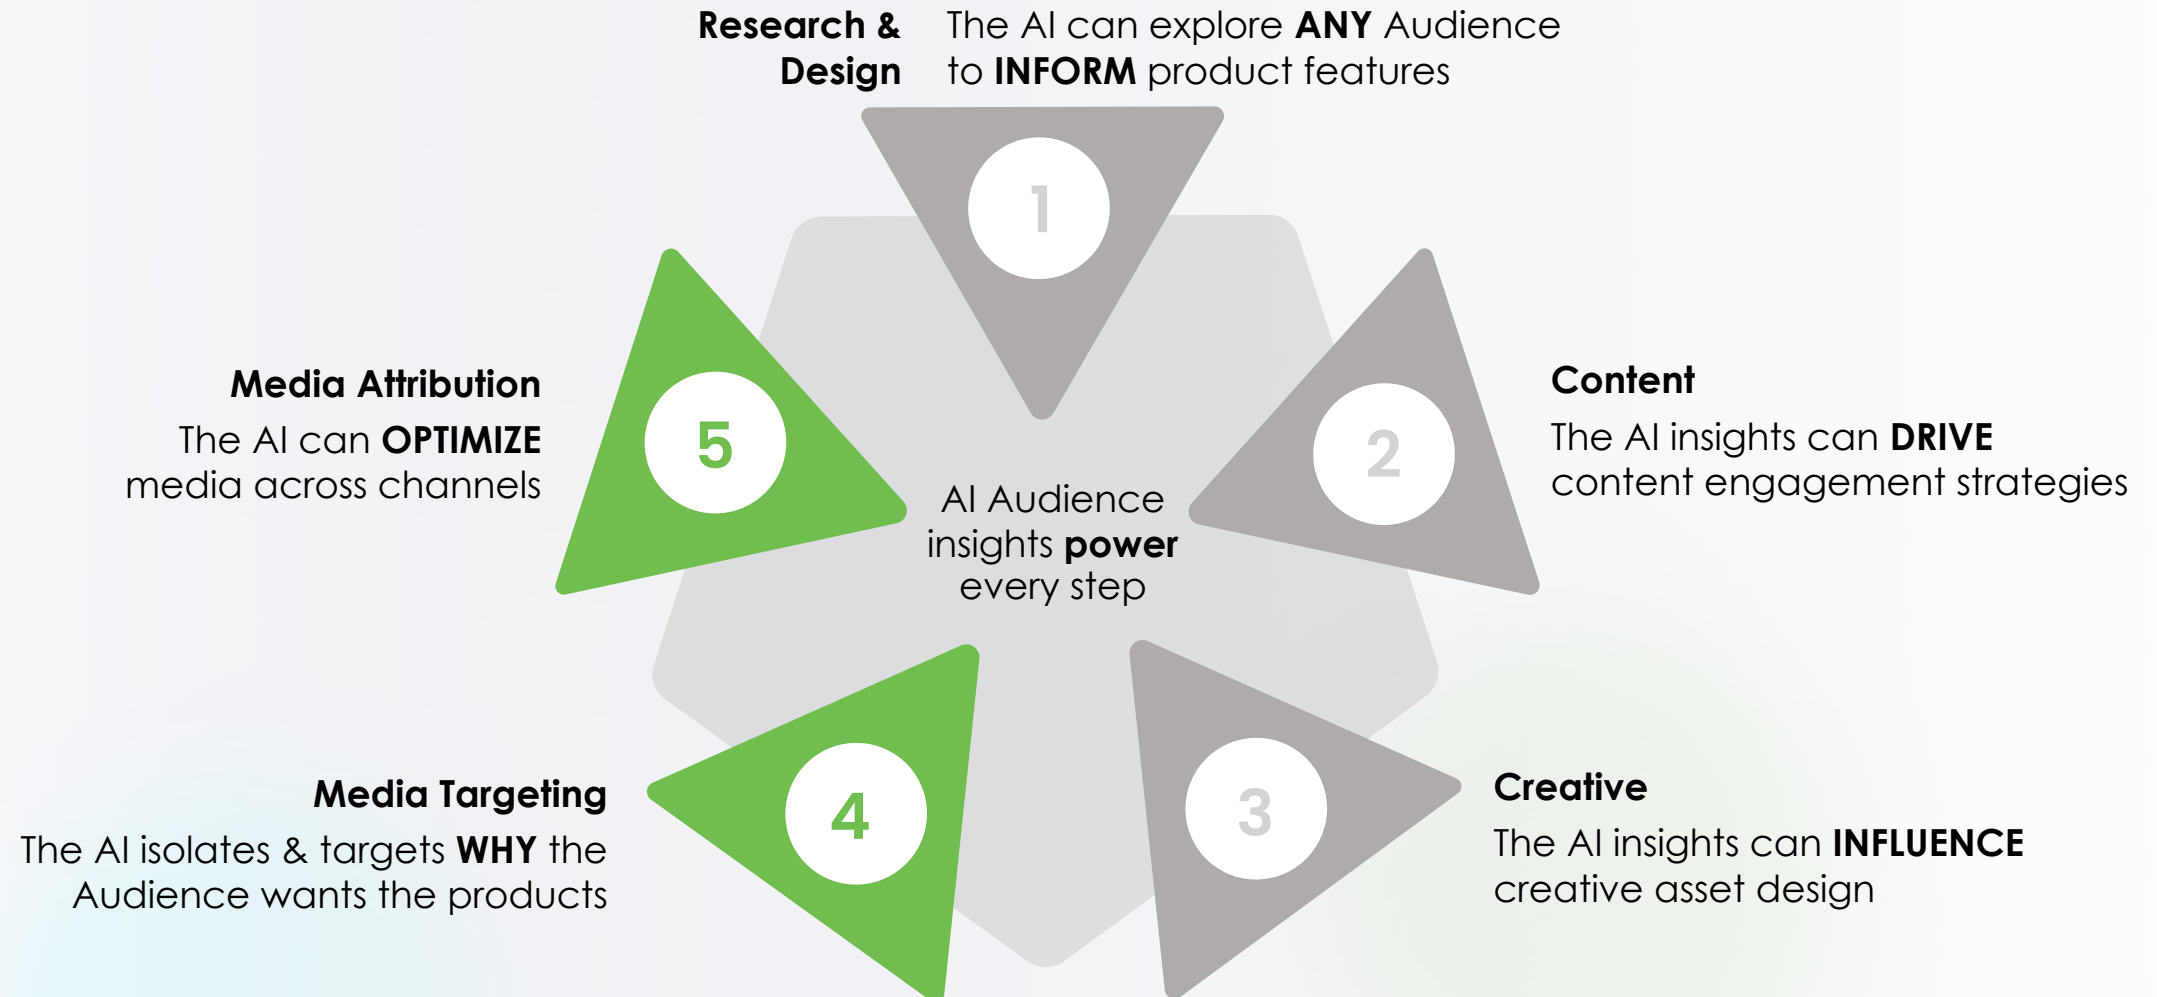 Research &
Design
The AI can explore ANY Audience
to INFORM product features
1
Content
The AI insights can DRIVE
content engagement strategies
2
Creative
The AI insights can INFLUENCE
creative asset design
3
Media Targeting
The AI isolates & targets WHY the
Audience wants the products
4
Media Attribution
The AI can OPTIMIZE
media across channels
5
AI Audience
insights power
every step